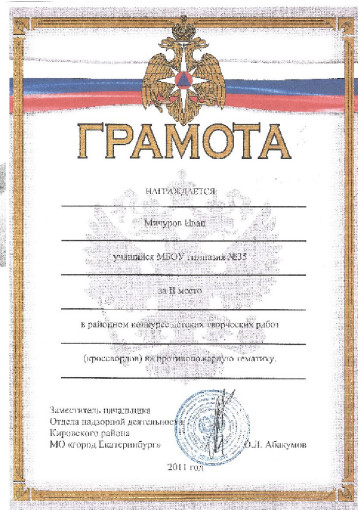 ГРАМОТА
НАГРАЖДАЕТСЯ
Мичуров Иван
учащийся МБОУ гимназия №35
за II место
в районном конкурсе детских творческих работ
(кроссвордов) на противопожарную тематику.
Заместитель начальника
Отдела надзорной деятельности
Кировского района
МО «город Екатеринбург»
О.Л. Абакумов
2011 год